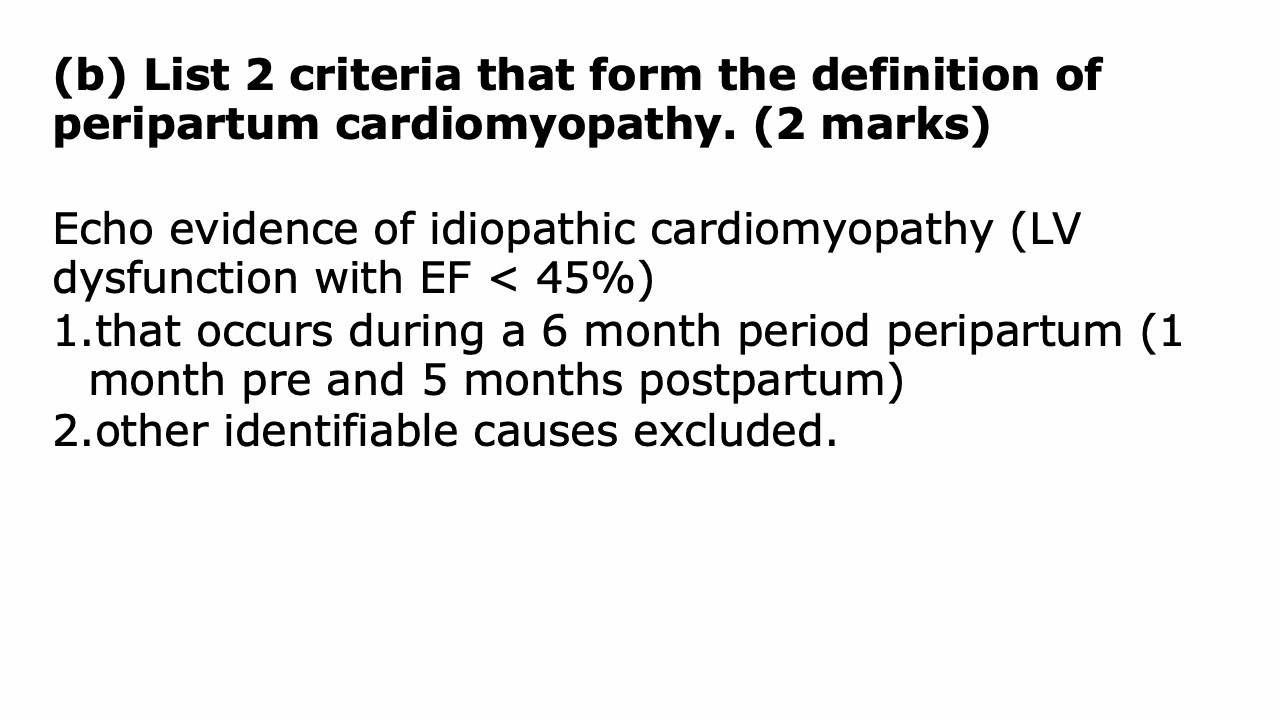 (b) List 2 criteria that form the definition of
peripartum cardiomyopathy. (2 marks)
Echo evidence of idiopathic cardiomyopathy (LV
dysfunction with EF < 45%)
1.that occurs during a 6 month period peripartum (1
month pre and 5 months postpartum)
2.other identifiable causes excluded.